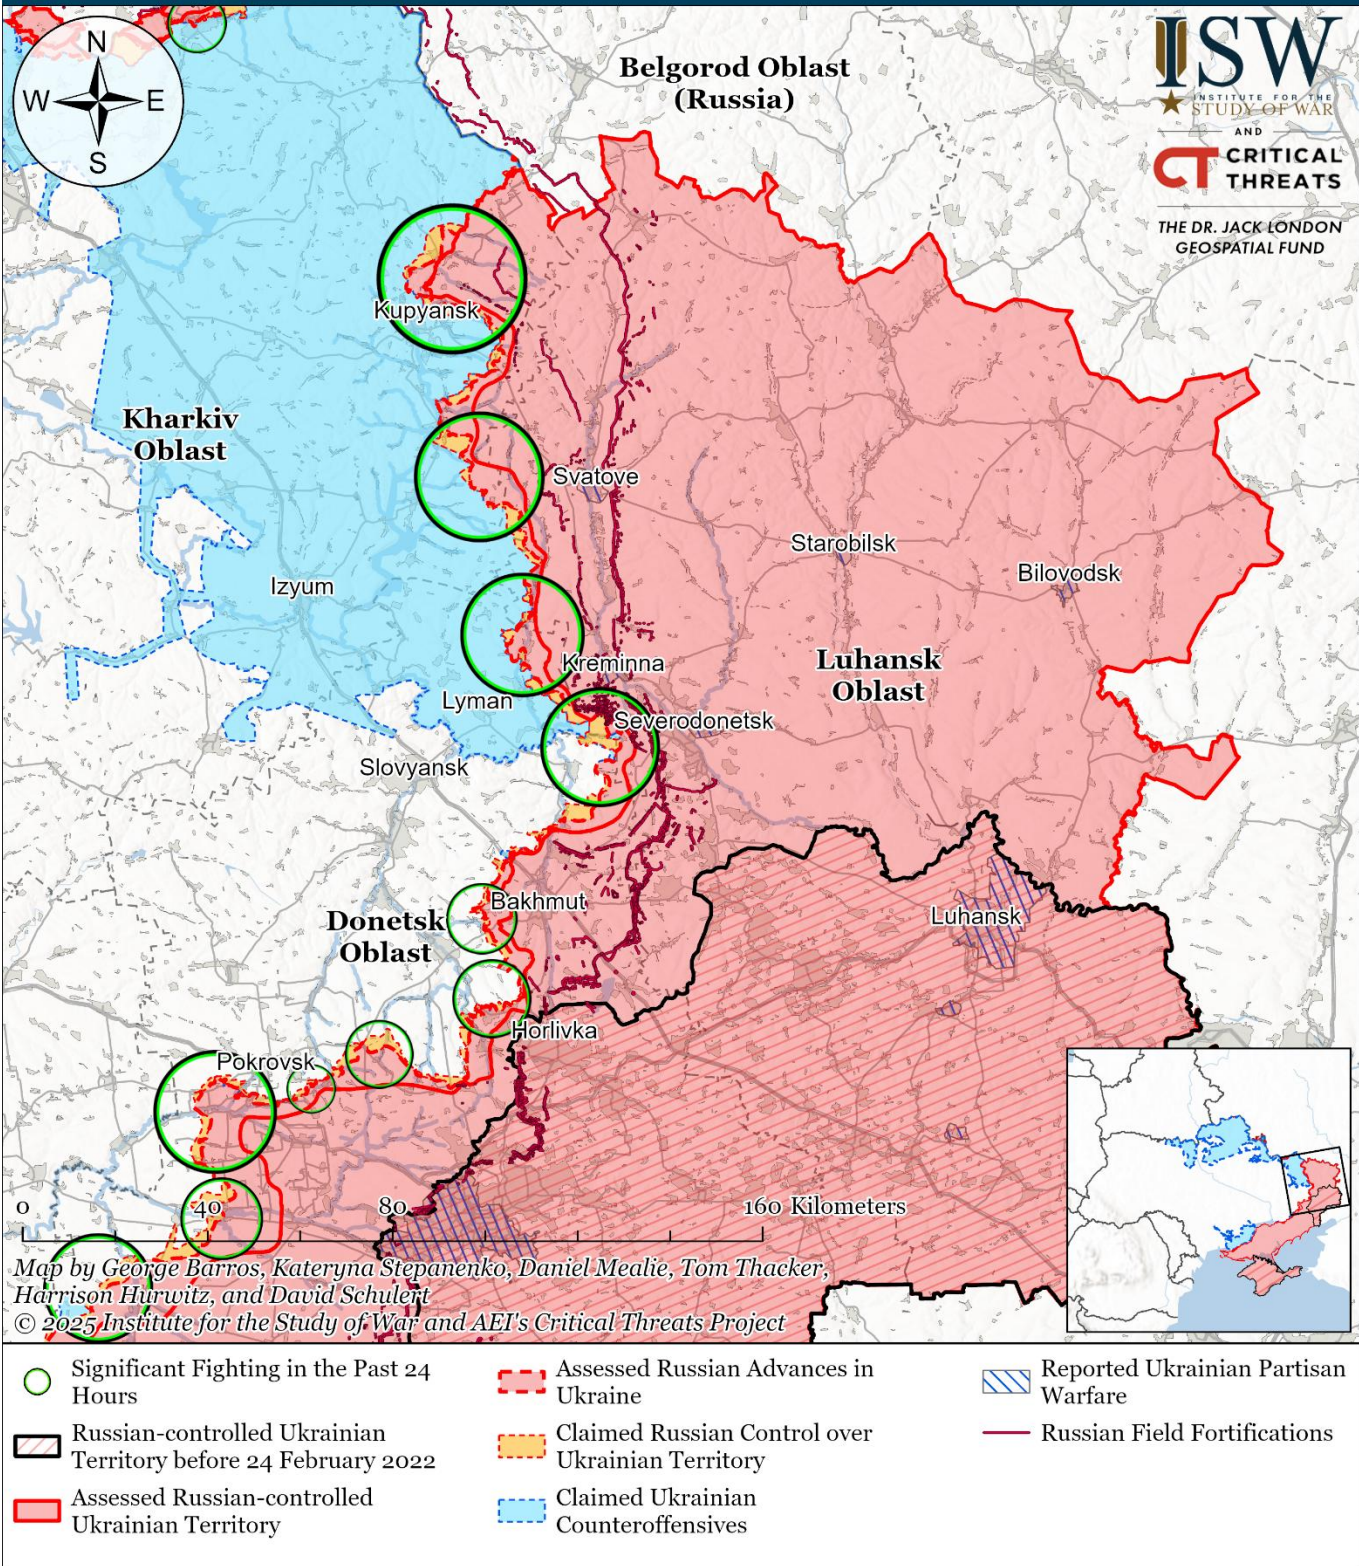 N
W
E
S
Belgorod Oblast
(Russia)
ISW
INSTITUTE FOR THE
STUDY OF WAR
AND
CT CRITICAL
THREATS
THE DR. JACK LONDON
GEOSPATIAL FUND
Kupyansk
Kharkiv
Oblast
Svatove
Starobilsk
Bilovodsk
Izyum
Kreminna
Luhansk
Oblast
Lyman
Severodonetsk
Slovyansk
Bakhmut
Luhansk
Donetsk
Oblast
Horlivka
Pokrovsk
0
40
80
160 Kilometers
Map by George Barros, Kateryna Stepanenko, Daniel Mealie, Tom Thacker,
Harrison Hurwitz, and David Schulert
© 2025 Institute for the Study of War and AEI's Critical Threats Project
Significant Fighting in the Past 24
Hours
Russian-controlled Ukrainian
Territory before 24 February 2022
Assessed Russian-controlled
Ukrainian Territory
Assessed Russian Advances in
Ukraine
Claimed Russian Control over
Ukrainian Territory
Claimed Ukrainian
Counteroffensives
Reported Ukrainian Partisan
Warfare
Russian Field Fortifications